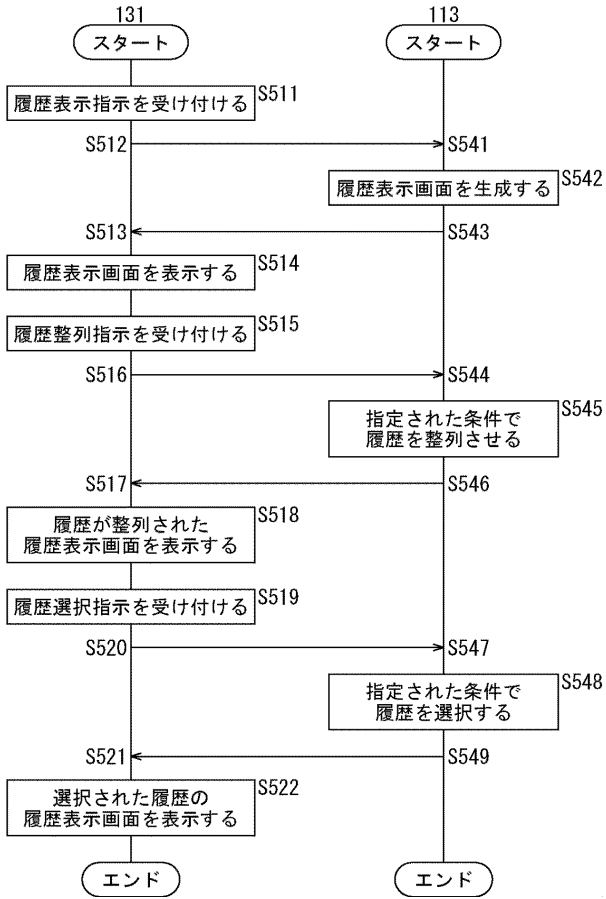 131
113
スタート
スタート
履歴表示指示を受け付ける
S511
S512
S541
履歴表示画面を生成する
S542
S513
S543
履歴表示画面を表示する
S514
履歴整列指示を受け付ける
S515
S516
S544
指定された条件で
履歴を整列させる
S545
S517
S546
履歴が整列された
履歴表示画面を表示する
S518
履歴選択指示を受け付ける
S519
S520
S547
指定された条件で
履歴を選択する
S548
S521
S549
選択された履歴の
履歴表示画面を表示する
S522
エンド
エンド